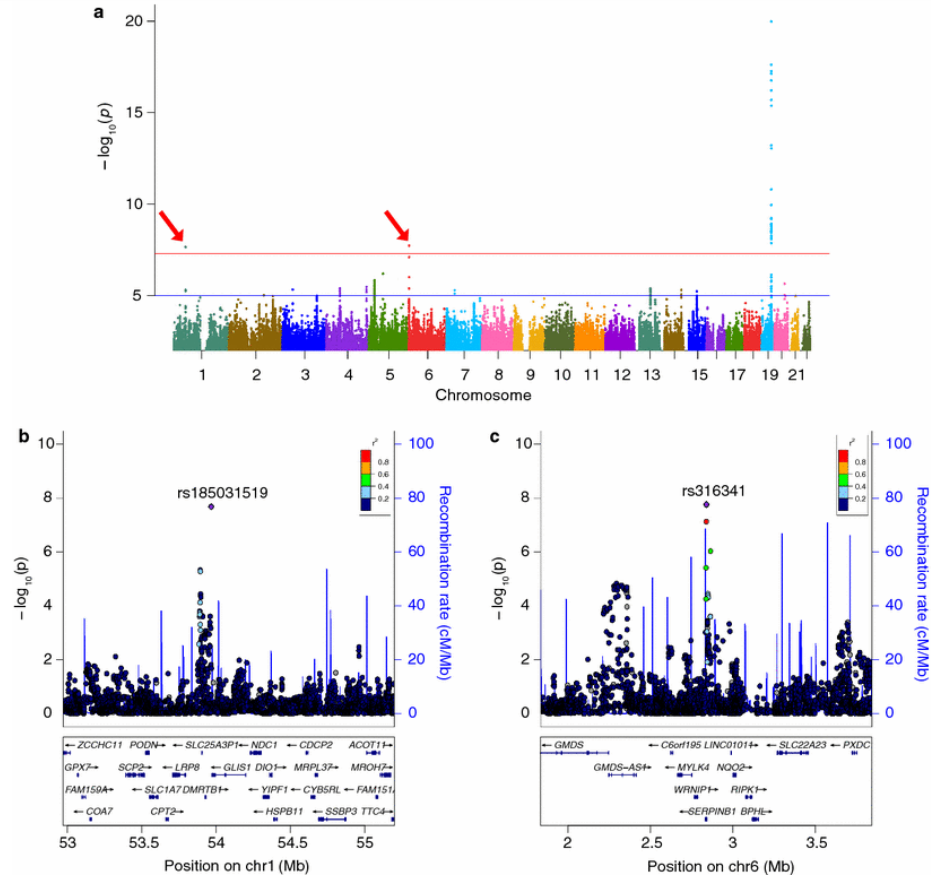 a
20
15
10
5
−log₁₀(p)
1 2 3 4 5 6 7 8 9 10 11 12 13 14 15 17 19 21
Chromosome
b
10
8
6
4
2
0
−log₁₀(p)
rs185031519
r²
0.8
0.6
0.4
0.2
100
80
60
40
20
0
Recombination rate (cM/Mb)
← ZCCHC11 PODN → ← SLC25A3P1 ← NDC1 ← CDCP2 ACOT11 →
GPX7 → SCP2 → LRP8 ← GLIS1 DIO1 → MRPL37 → MROH7 →
FAM159A → ← SLC1A7 DMRTB1 → ← YIPF1 ← CYB5RL ← FAM151A
← COA7 CPT2 → ← HSPB11 ← SSBP3 TTC4 →
53 53.5 54 54.5 55
Position on chr1 (Mb)
c
10
8
6
4
2
0
−log₁₀(p)
rs316341
r²
0.8
0.6
0.4
0.2
100
80
60
40
20
0
Recombination rate (cM/Mb)
← GMDS C6orf195 LINC01011 → ← SLC22A23 ← PXDC
GMDS−AS1 → ← MYLK4 NQO2 →
WRNIP1 → RIPK1 →
← SERPINB1 BPHL →
2 2.5 3 3.5
Position on chr6 (Mb)